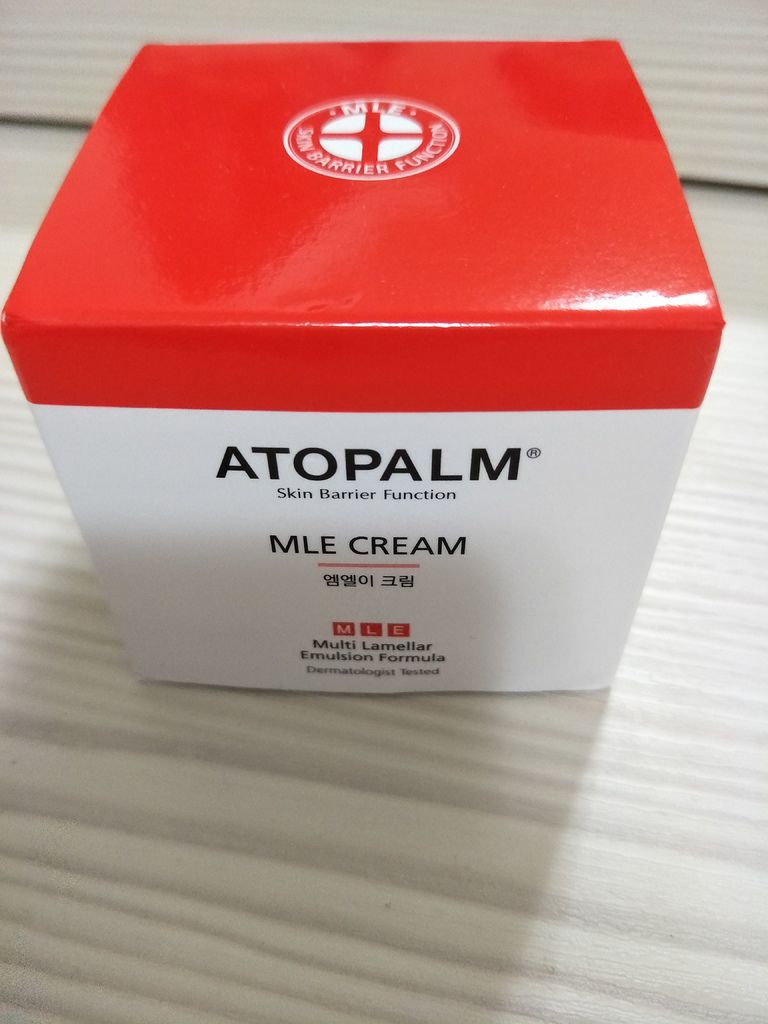 ·MLE·
SKIN BARRIER FUNCTION
ATOPALM®
Skin Barrier Function
MLE CREAM
엠엘이 크림
MLE
Multi Lamellar
Emulsion Formula
Dermatologist Tested